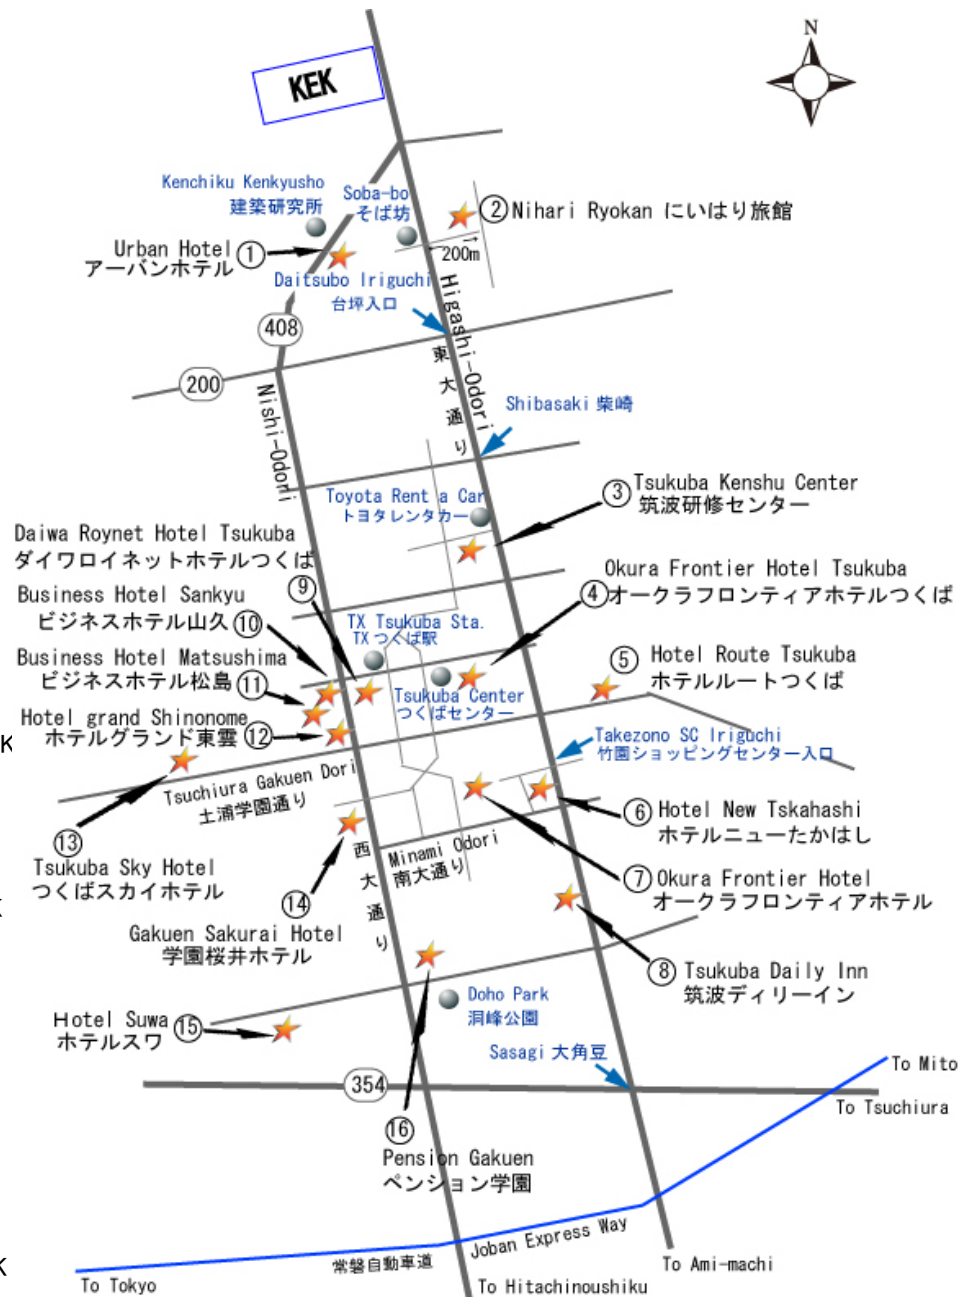 N
KEK
Kenchiku Kenkyusho
建築研究所
Soba-bo
そば坊
② Nihari Ryokan にいはり旅館
Urban Hotel ①
アーバンホテル
200m
Daitsubo Iriguchi
台坪入口
Higashi-Odori
東大通り
408
200
Nishi-Odori
Shibasaki 柴崎
Toyota Rent a Car
トヨタレンタカー
③ Tsukuba Kenshu Center
筑波研修センター
Daiwa Roynet Hotel Tsukuba
ダイワロイネットホテルつくば
⑨
Okura Frontier Hotel Tsukuba
④ オークラフロンティアホテルつくば
Business Hotel Sankyu
ビジネスホテル山久 ⑩
TX Tsukuba Sta.
TX つくば駅
Business Hotel Matsushima
ビジネスホテル松島 ⑪
⑤ Hotel Route Tsukuba
ホテルルートつくば
Tsukuba Center
つくばセンター
Hotel grand Shinonome
ホテルグランド東雲 ⑫
K
Takezono SC Iriguchi
竹園ショッピングセンター入口
Tsuchiura Gakuen Dori
土浦学園通り
⑥ Hotel New Tskahashi
ホテルニューたかはし
⑬
Tsukuba Sky Hotel
つくばスカイホテル
西大通り
Minami Odori
南大通り
⑦ Okura Frontier Hotel
オークラフロンティアホテル
⑭
Gakuen Sakurai Hotel
学園桜井ホテル
⑧ Tsukuba Daily Inn
筑波ディリーイン
Doho Park
洞峰公園
Hotel Suwa ⑮
ホテルスワ
Sasagi 大角豆
354
To Mito
To Tsuchiura
⑯
Pension Gakuen
ペンション学園
Joban Express Way
常磐自動車道
To Ami-machi
K
To Tokyo
To Hitachinoushiku